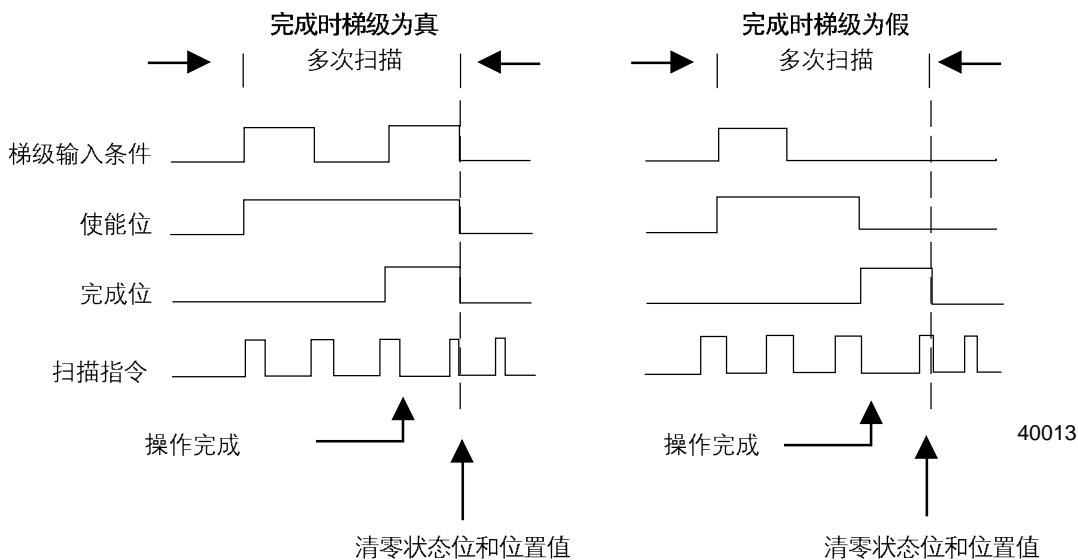 完成时梯级为真
完成时梯级为假
多次扫描
多次扫描
梯级输入条件
使能位
完成位
扫描指令
操作完成
操作完成
40013
清零状态位和位置值
清零状态位和位置值